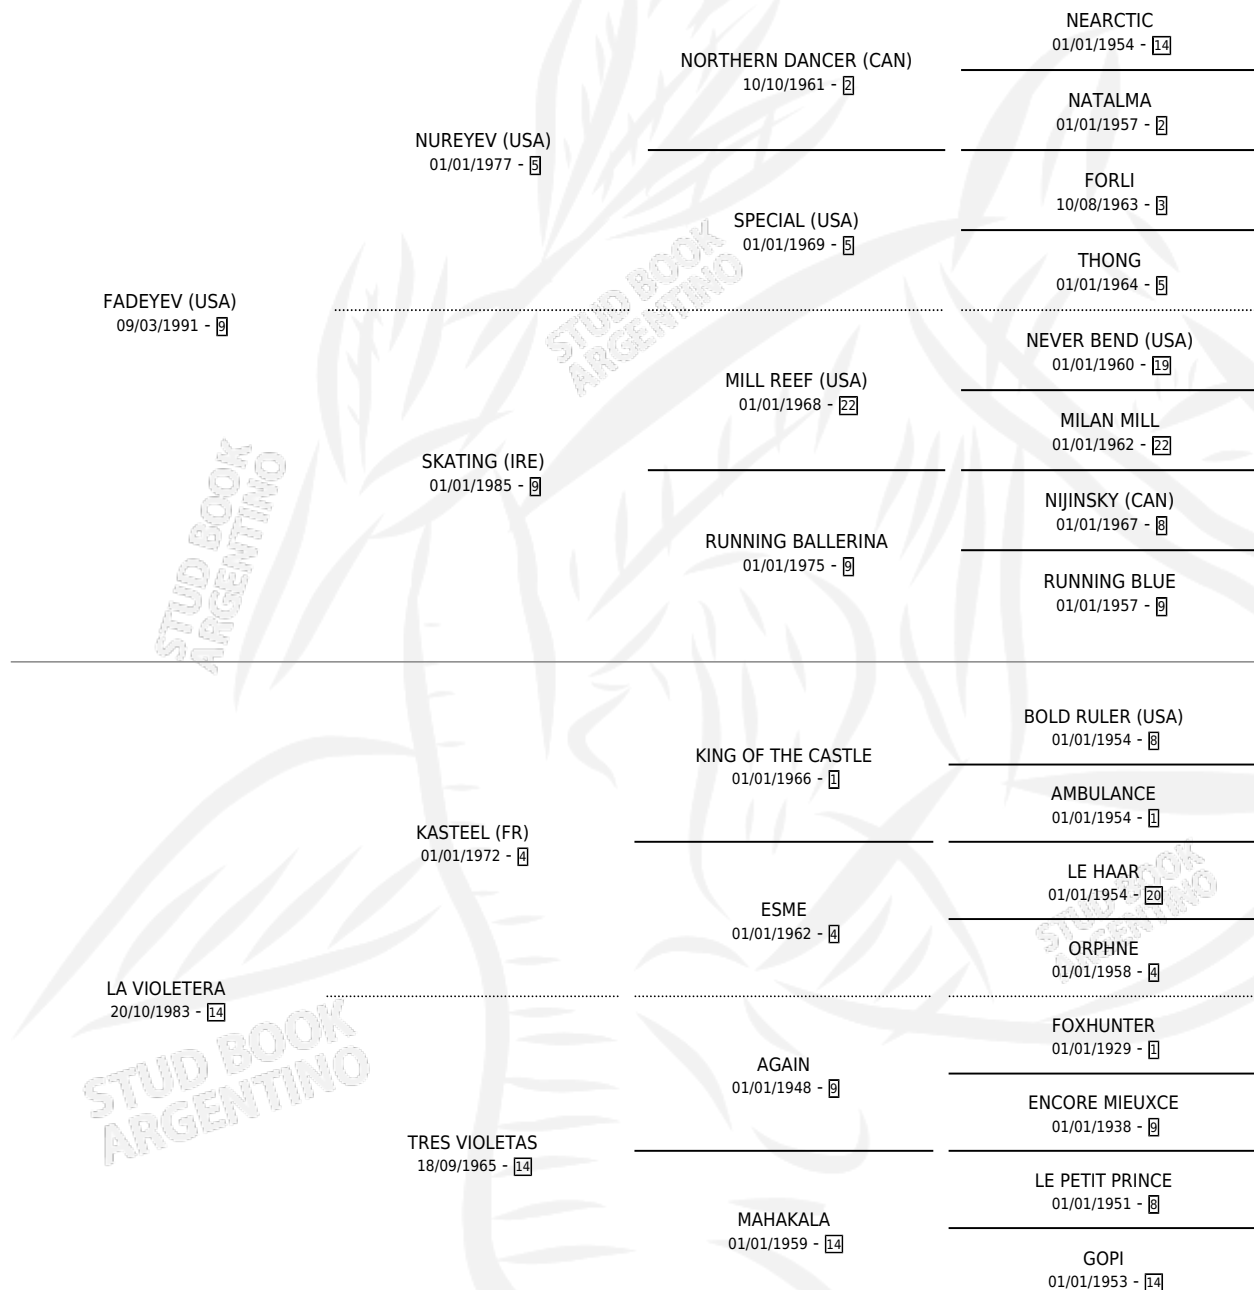 NEARCTIC
01/01/1954 - 14
NORTHERN DANCER (CAN)
10/10/1961 - 2
NATALMA
01/01/1957 - 2
NUREYEV (USA)
01/01/1977 - 5
FORLI
10/08/1963 - 3
SPECIAL (USA)
01/01/1969 - 5
THONG
01/01/1964 - 5
FADEYEV (USA)
09/03/1991 - 9
STUD BOOK
ARGENTINO
NEVER BEND (USA)
01/01/1960 - 19
MILL REEF (USA)
01/01/1968 - 22
MILAN MILL
01/01/1962 - 22
SKATING (IRE)
01/01/1985 - 9
NIJINSKY (CAN)
01/01/1967 - 8
RUNNING BALLERINA
01/01/1975 - 9
RUNNING BLUE
01/01/1957 - 9
STUD BOOK
ARGENTINO
BOLD RULER (USA)
01/01/1954 - 8
KING OF THE CASTLE
01/01/1966 - 1
AMBULANCE
01/01/1954 - 1
KASTEEL (FR)
01/01/1972 - 4
LE HAAR
01/01/1954 - 20
ESME
01/01/1962 - 4
ORPHNE
01/01/1958 - 4
STUD BOOK
ARGENTINO
LA VIOLETERA
20/10/1983 - 14
FOXHUNTER
01/01/1929 - 1
AGAIN
01/01/1948 - 9
ENCORE MIEUXCE
01/01/1938 - 9
STUD BOOK
ARGENTINO
TRES VIOLETAS
18/09/1965 - 14
LE PETIT PRINCE
01/01/1951 - 8
MAHAKALA
01/01/1959 - 14
GOPI
01/01/1953 - 14